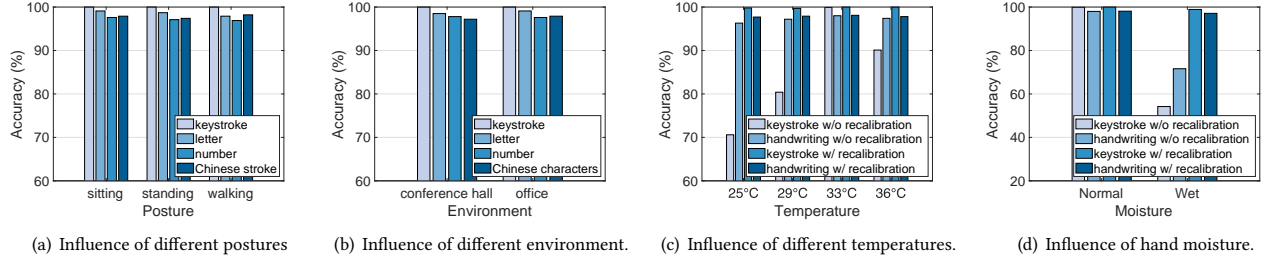 110
100
90
80
70
60
Accuracy (%)
keystroke
letter
number
Chinese stroke
sitting standing walking
Posture
(a) Influence of different postures
110
100
90
80
70
60
Accuracy (%)
keystroke
letter
number
Chinese characters
conference hall office
Environment
(b) Influence of different environment.
110
100
90
80
70
60
Accuracy (%)
keystroke w/o recalibration
handwriting w/o recalibration
keystroke w/ recalibration
handwriting w/ recalibration
25°C 29°C 33°C 36°C
Temperature
(c) Influence of different temperatures.
100
80
60
40
20
Accuracy (%)
keystroke w/o recalibration
handwriting w/o recalibration
keystroke w/ recalibration
handwriting w/ recalibration
Normal Wet
Moisture
(d) Influence of hand moisture.